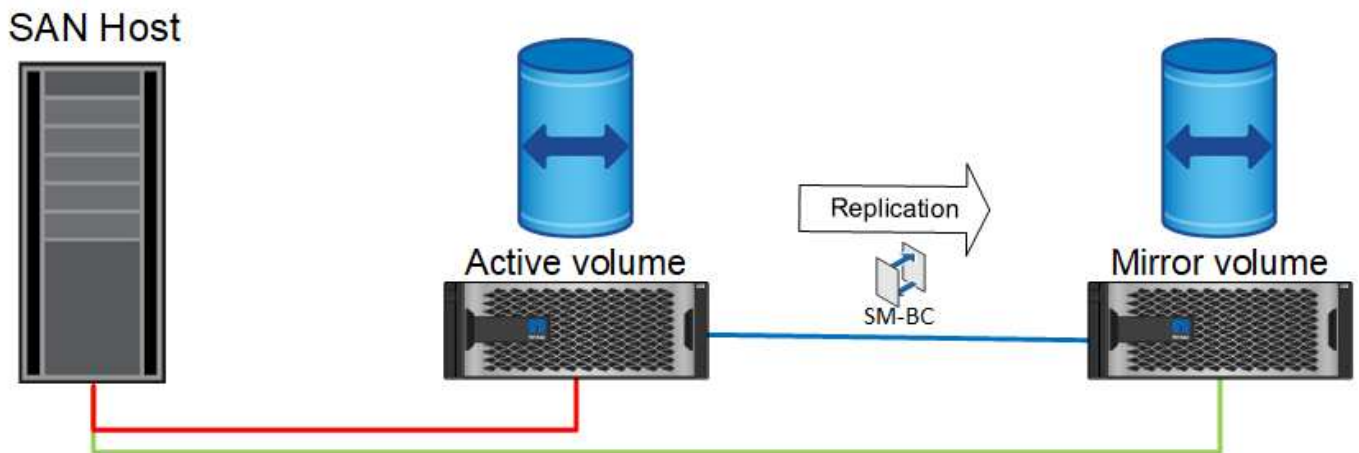 SAN Host
Replication
Active volume
Mirror volume
SM-BC